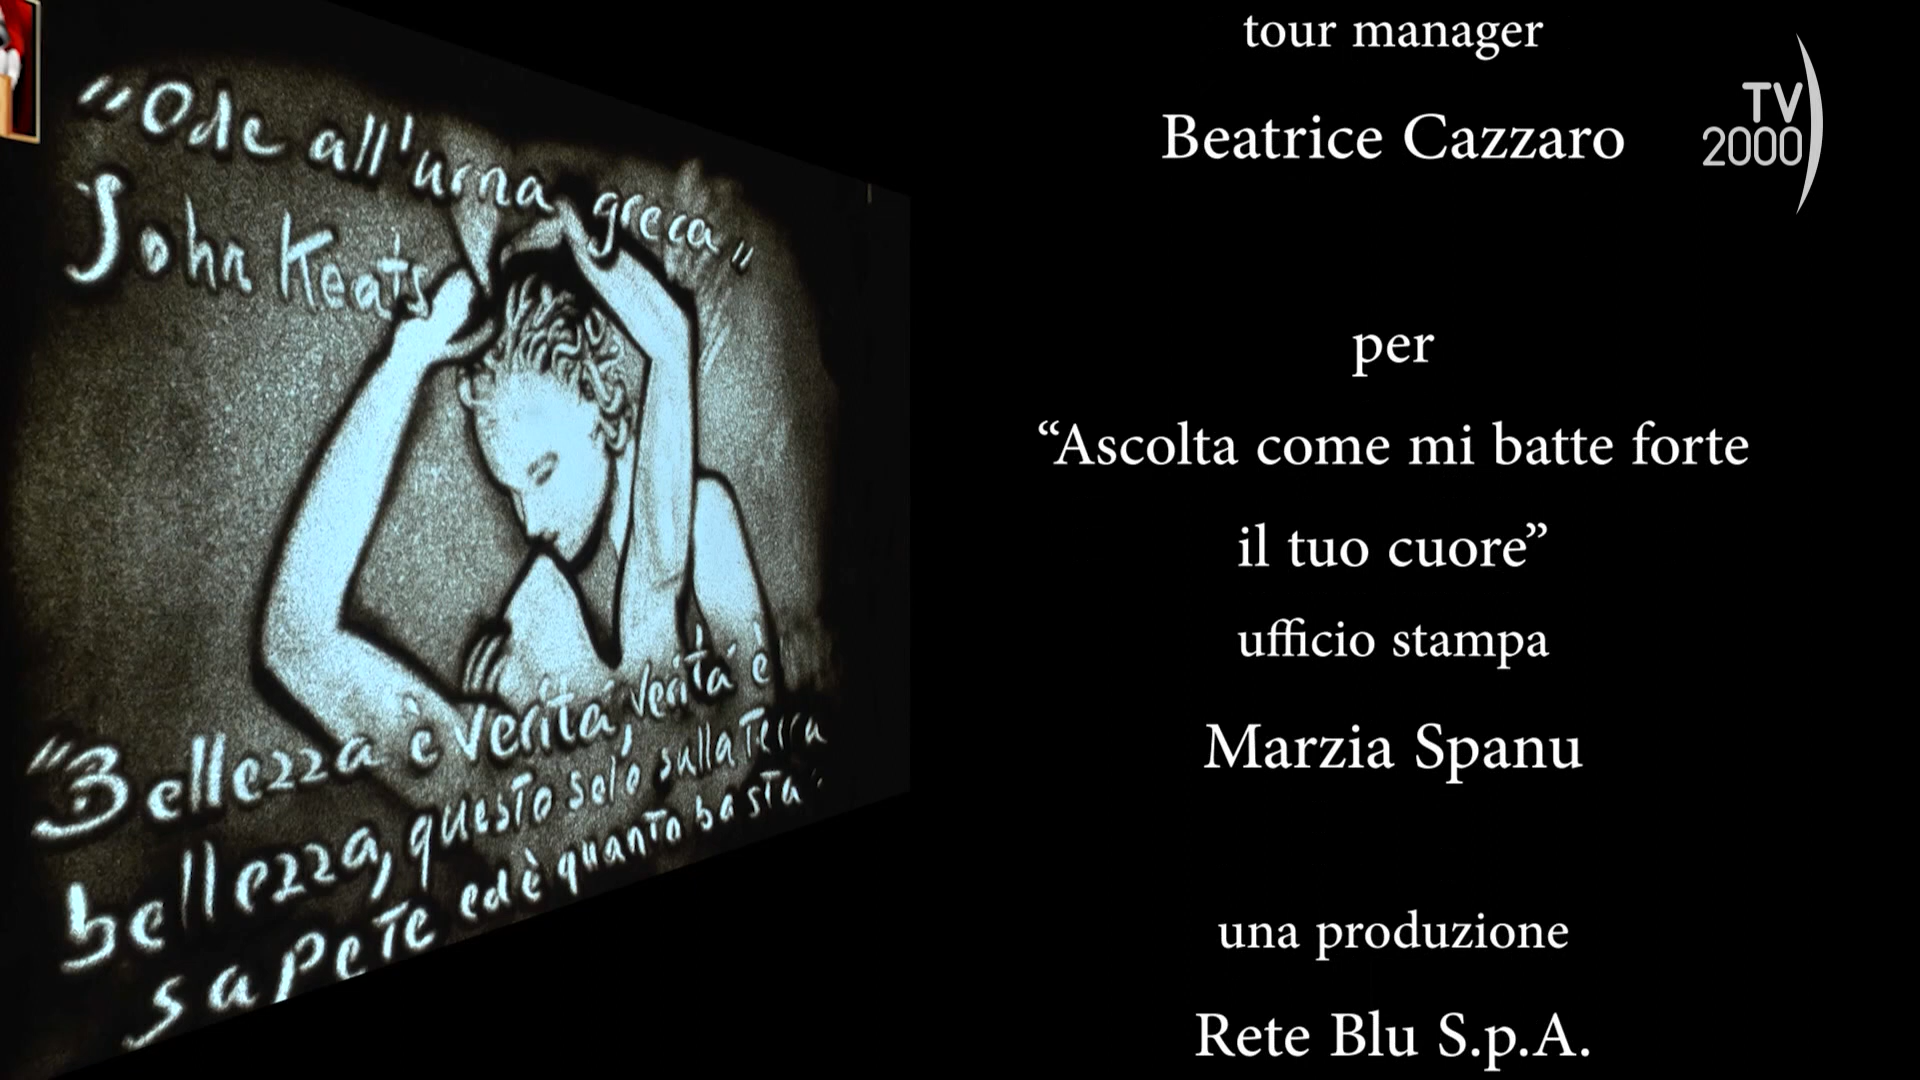 "Ode all'urna greca"
John Keats
"Bellezza è verità, verità è
bellezza, questo solo sulla Terra
sapete ed è quanto basta"
tour manager
Beatrice Cazzaro
per
“Ascolta come mi batte forte
il tuo cuore”
ufficio stampa
Marzia Spanu
una produzione
Rete Blu S.p.A.
TV
2000